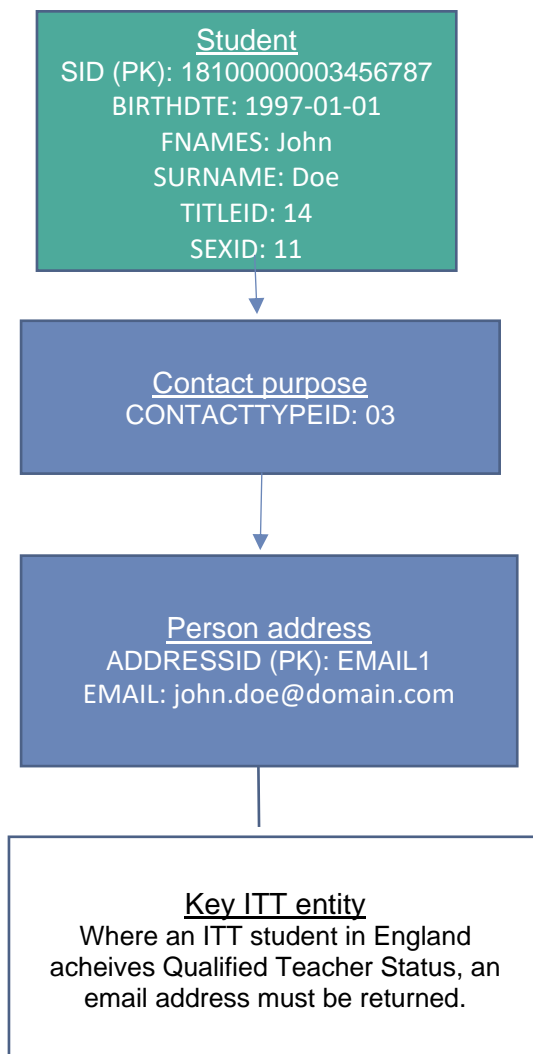 Student
SID (PK): 18100000003456787
BIRTHDTE: 1997-01-01
FNAMES: John
SURNAME: Doe
TITLEID: 14
SEXID: 11
Contact purpose
CONTACTTYPEID: 03
Person address
ADDRESSID (PK): EMAIL1
EMAIL: john.doe@domain.com
Key ITT entity
Where an ITT student in England
acheives Qualified Teacher Status, an
email address must be returned.